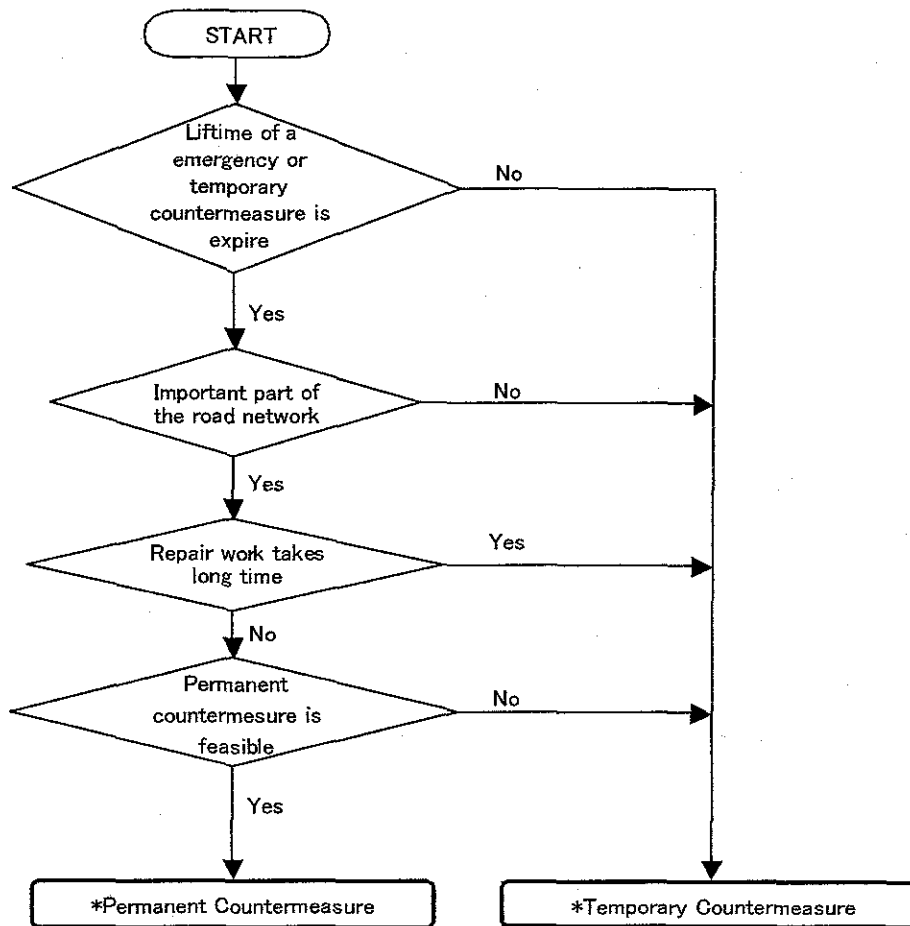 START
Liftime of a
emergency or
temporary
countermeasure is
expire
No
Yes
Important part of
the road network
No
Yes
Repair work takes
long time
Yes
No
Permanent
countermesure is
feasible
No
Yes
*Permanent Countermeasure
*Temporary Countermeasure